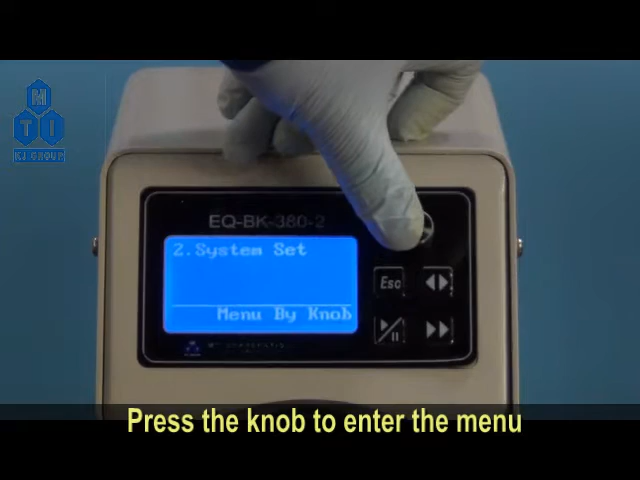 MTI
KJ GROUP
EQ-BK-380-2
2.System Set
Menu By Knob
Esc
Press the knob to enter the menu